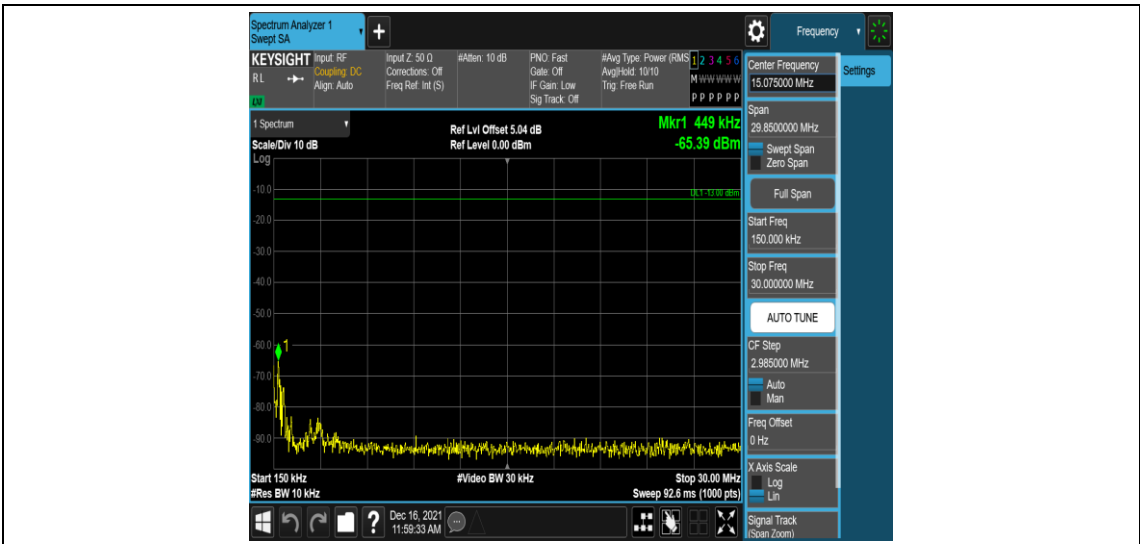 Spectrum Analyzer 1
Swept SA
Frequency
KEYSIGHT
RL
LXI
Input: RF
Coupling: DC
Align: Auto
Input Z: 50 Ω
Corrections: Off
Freq Ref: Int (S)
#Atten: 10 dB
PNO: Fast
Gate: Off
IF Gain: Low
Sig Track: Off
#Avg Type: Power (RMS
Avg|Hold: 10/10
Trig: Free Run
1 2 3 4 5 6
M W W W W W
P P P P P P
1 Spectrum
Scale/Div 10 dB
Log
Ref Lvl Offset 5.04 dB
Ref Level 0.00 dBm
Mkr1 449 kHz
-65.39 dBm
DL1 -13.00 dBm
-10.0
-20.0
-30.0
-40.0
-50.0
-60.0
1
-70.0
-80.0
-90.0
Start 150 kHz
#Res BW 10 kHz
#Video BW 30 kHz
Stop 30.00 MHz
Sweep 92.6 ms (1000 pts)
Dec 16, 2021
11:59:33 AM
Center Frequency
15.075000 MHz
Settings
Span
29.8500000 MHz
Swept Span
Zero Span
Full Span
Start Freq
150.000 kHz
Stop Freq
30.000000 MHz
AUTO TUNE
CF Step
2.985000 MHz
Auto
Man
Freq Offset
0 Hz
X Axis Scale
Log
Lin
Signal Track
(Span Zoom)